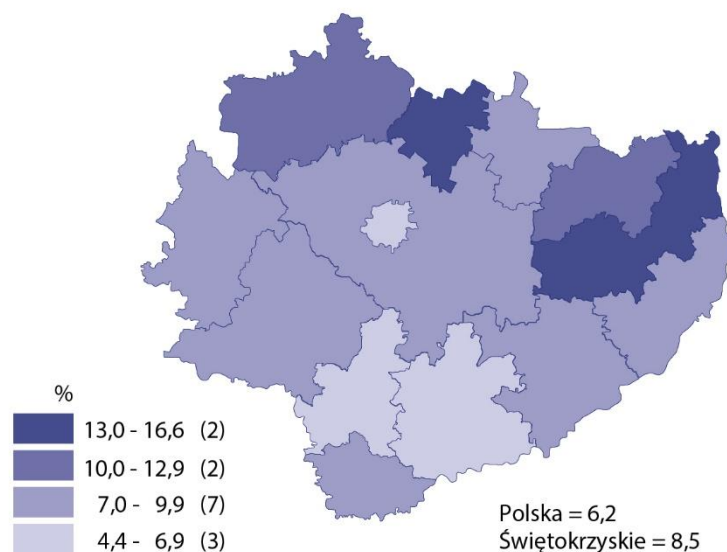 %
13,0 - 16,6 (2)
10,0 - 12,9 (2)
7,0 - 9,9 (7)
4,4 - 6,9 (3)
Polska = 6,2
Świętokrzyskie = 8,5